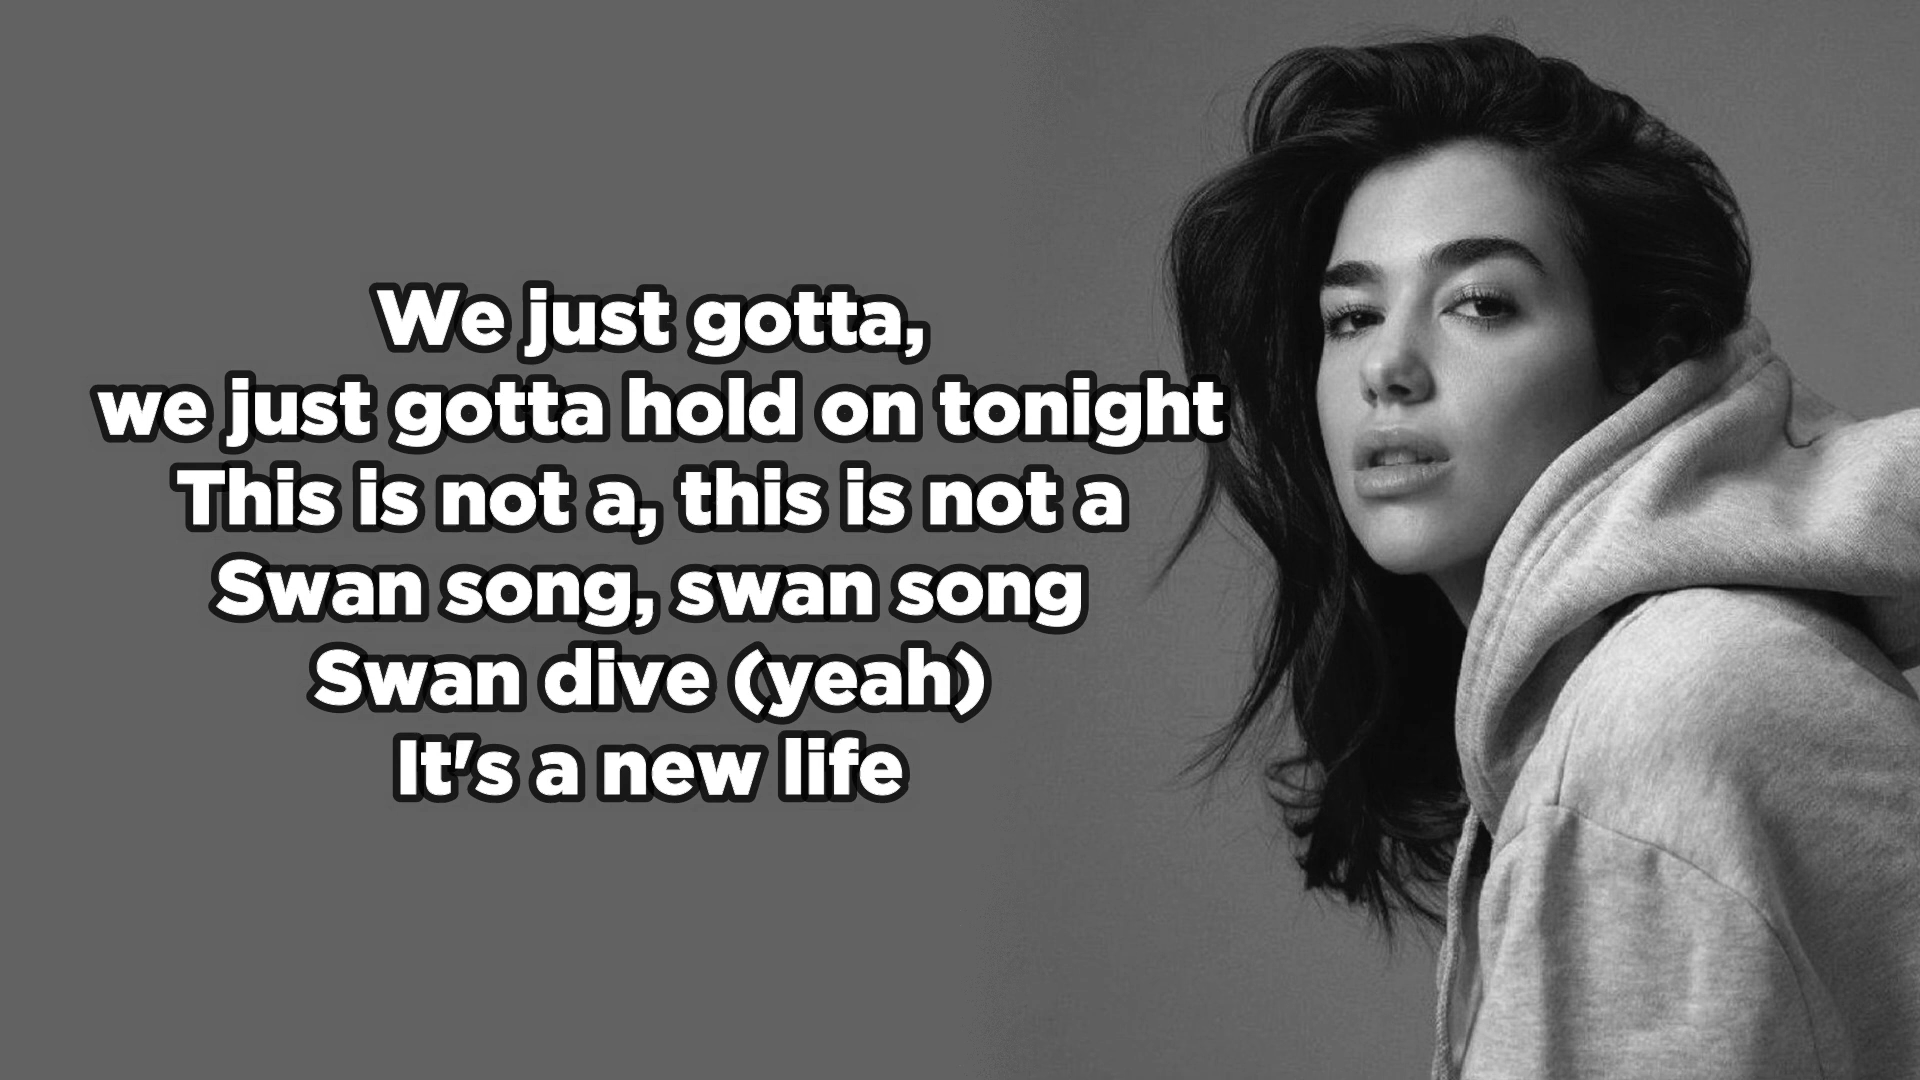 We just gotta,
we just gotta hold on tonight
This is not a, this is not a
Swan song, swan song
Swan dive (yeah)
It's a new life